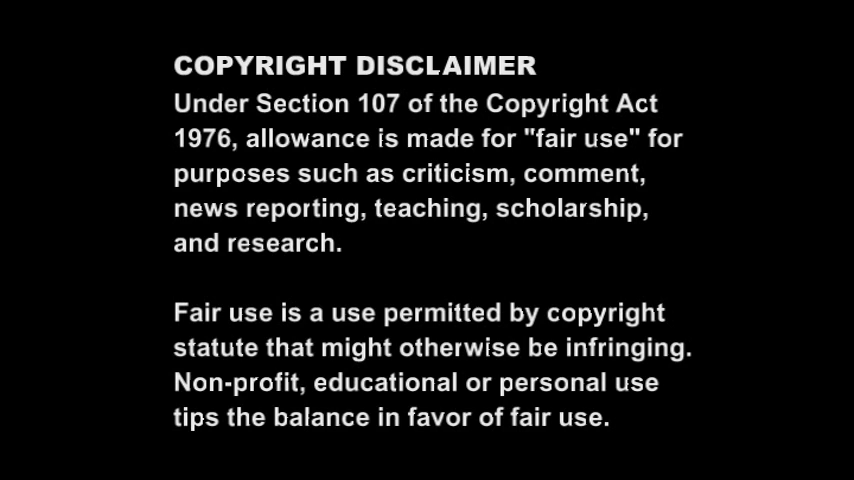 COPYRIGHT DISCLAIMER
Under Section 107 of the Copyright Act
1976, allowance is made for "fair use" for
purposes such as criticism, comment,
news reporting, teaching, scholarship,
and research.
Fair use is a use permitted by copyright
statute that might otherwise be infringing.
Non-profit, educational or personal use
tips the balance in favor of fair use.